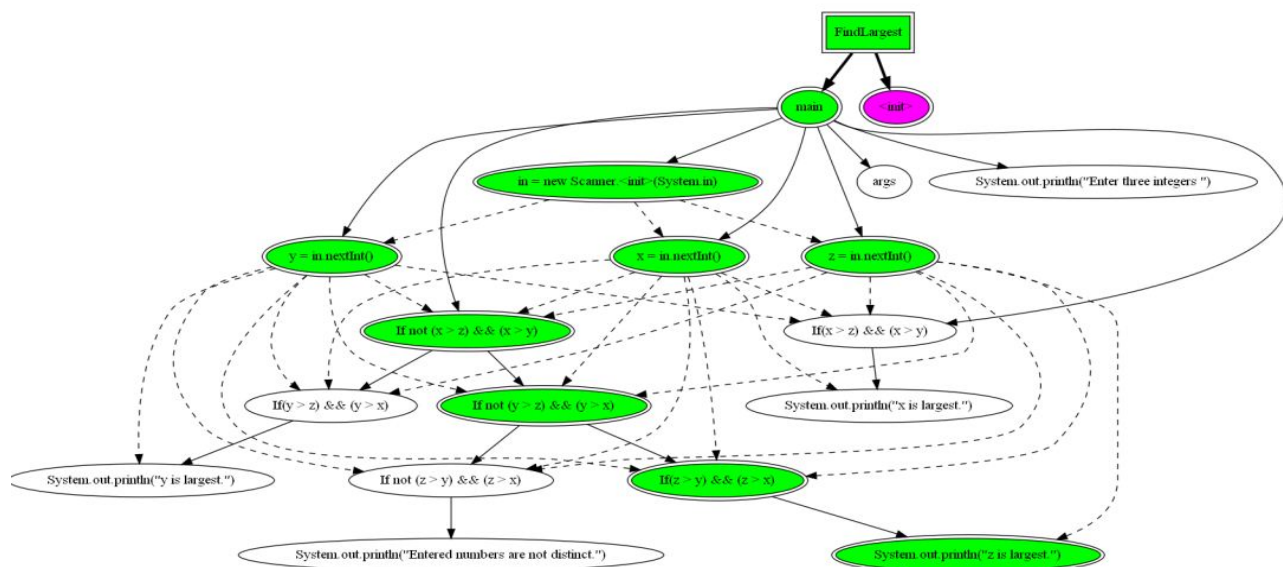 FindLargest
main
<init>
in = new Scanner.<init>(System.in)
args
System.out.println("Enter three integers ")
y = in.nextInt()
x = in.nextInt()
z = in.nextInt()
If not (x > z) && (x > y)
If(x > z) && (x > y)
If(y > z) && (y > x)
If not (y > z) && (y > x)
System.out.println("x is largest.")
System.out.println("y is largest.")
If not (z > y) && (z > x)
If(z > y) && (z > x)
System.out.println("Entered numbers are not distinct.")
System.out.println("z is largest.")